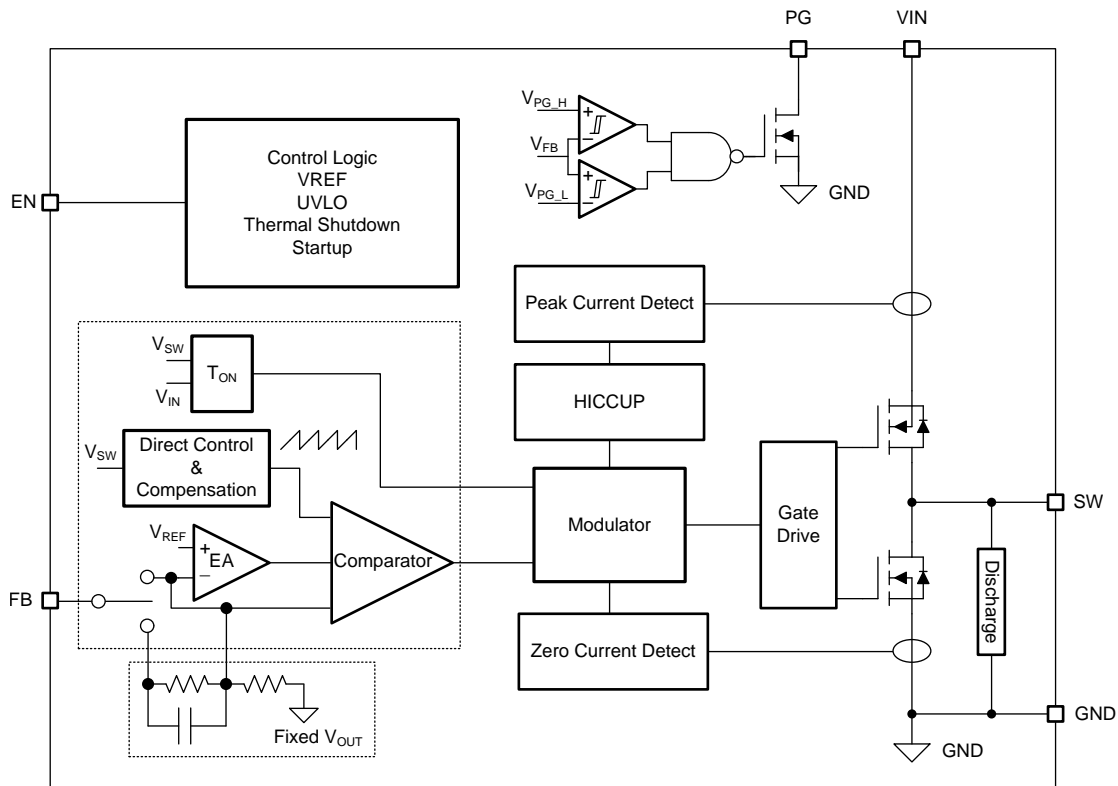 PG
VIN
V_PG_H
+
−
V_FB
+
V_PG_L
−
GND
Control Logic
VREF
UVLO
Thermal Shutdown
Startup
EN
Peak Current Detect
V_SW
T_ON
V_IN
HICCUP
V_SW
Direct Control
&
Compensation
Modulator
Gate
Drive
SW
V_REF
+
EA
−
Comparator
Discharge
FB
Zero Current Detect
Fixed V_OUT
GND
GND